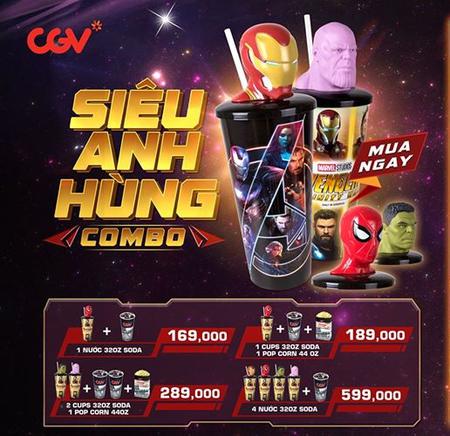 CGV*
SIÊU
ANH
HÙNG
COMBO
MUA
NGAY
MARVEL STUDIOS
1 NƯỚC 32OZ SODA
169,000
1 CUPS 32OZ SODA
1 POP CORN 44 OZ
189,000
2 CUPS 32OZ SODA
1 POP CORN 44OZ
289,000
4 NƯỚC 32OZ SODA
599,000